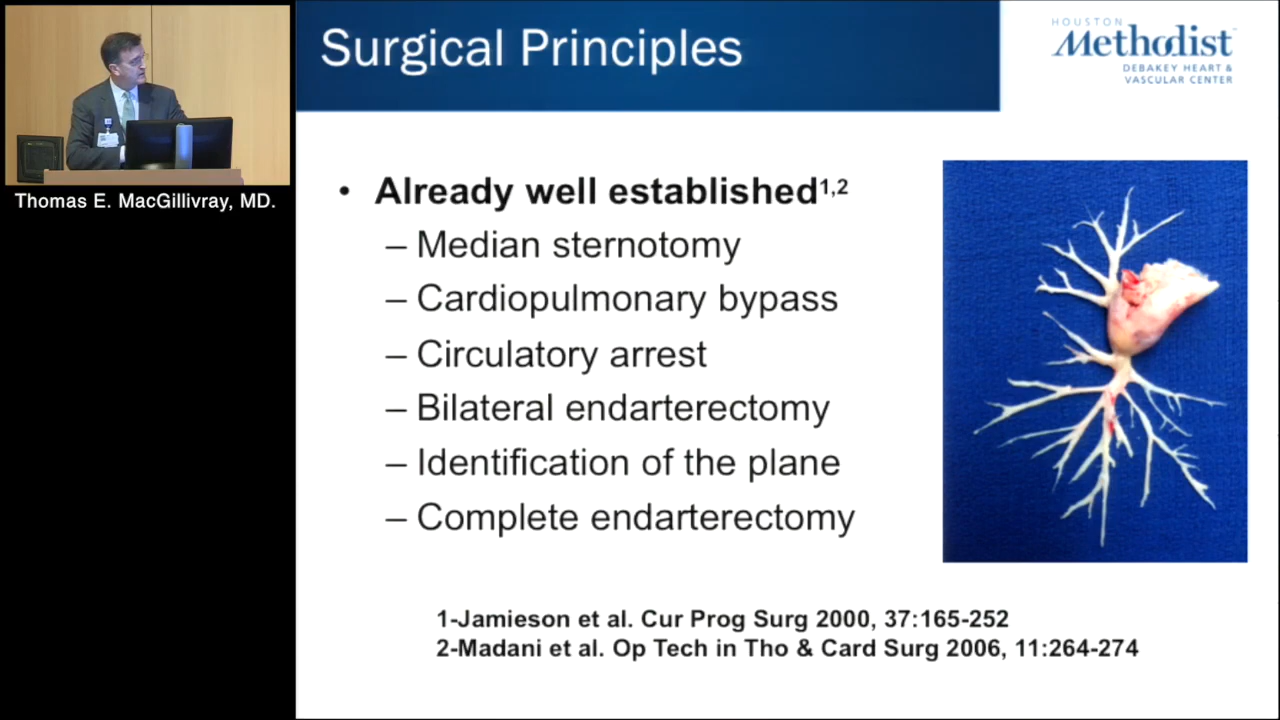 Surgical Principles
HOUSTON
Methodist
DEBAKEY HEART &
VASCULAR CENTER
Thomas E. MacGillivray, MD.
• Already well established1,2
– Median sternotomy
– Cardiopulmonary bypass
– Circulatory arrest
– Bilateral endarterectomy
– Identification of the plane
– Complete endarterectomy
1-Jamieson et al. Cur Prog Surg 2000, 37:165-252
2-Madani et al. Op Tech in Tho & Card Surg 2006, 11:264-274